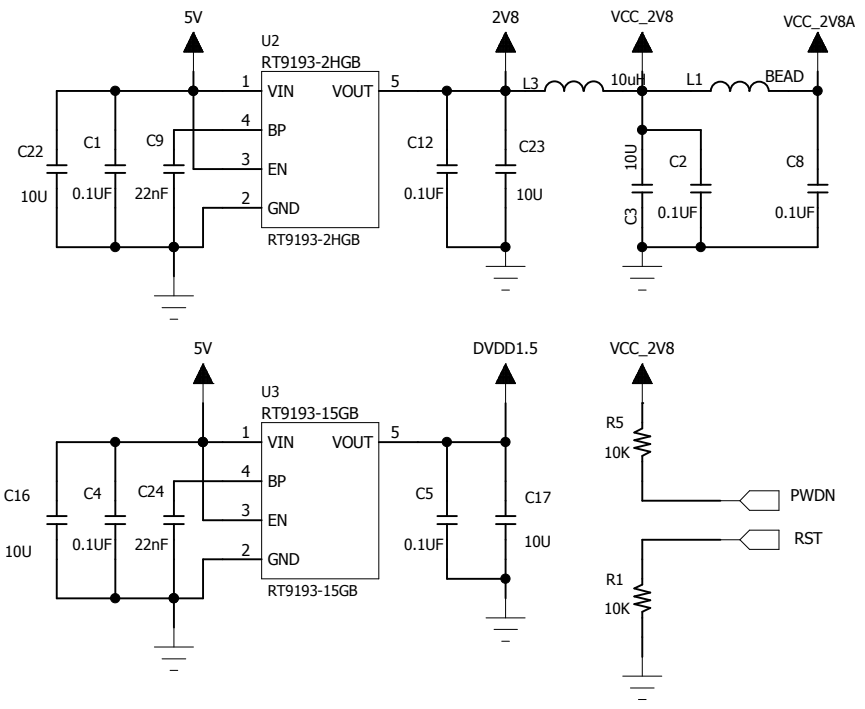 5V
2V8
VCC_2V8
VCC_2V8A
U2
RT9193-2HGB
1
VIN
VOUT
5
4
BP
3
EN
2
GND
RT9193-2HGB
C22
10U
C1
0.1UF
C9
22nF
C12
0.1UF
C23
10U
L3
10uH
L1
BEAD
10U
C3
C2
0.1UF
C8
0.1UF
5V
DVDD1.5
VCC_2V8
U3
RT9193-15GB
1
VIN
VOUT
5
4
BP
3
EN
2
GND
RT9193-15GB
C16
10U
C4
0.1UF
C24
22nF
C5
0.1UF
C17
10U
R5
10K
PWDN
RST
R1
10K